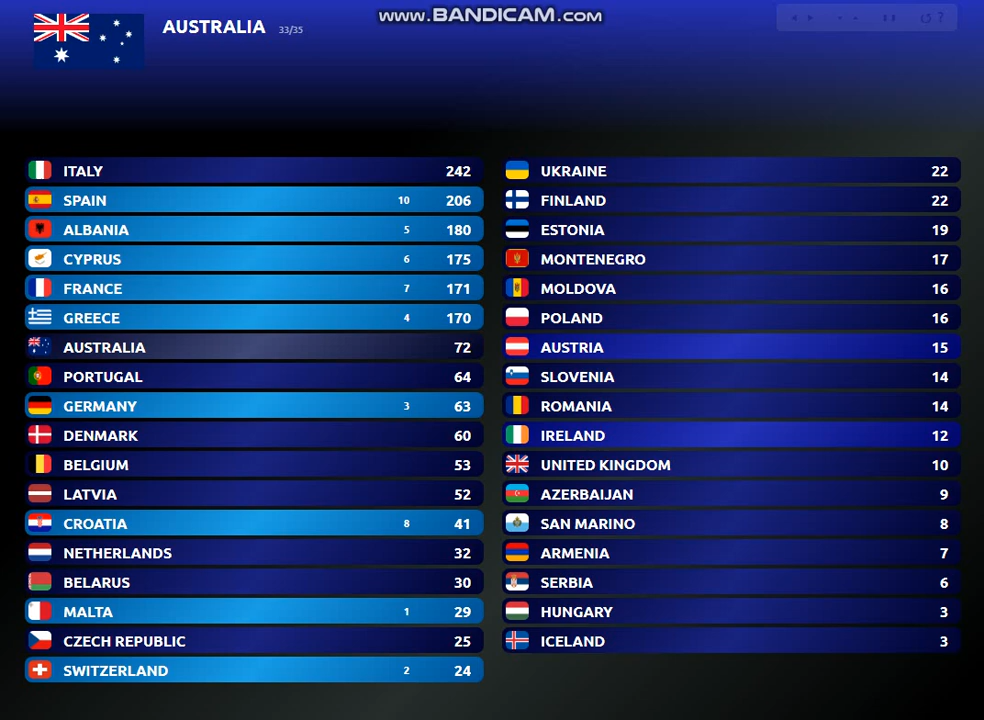 www.BANDICAM.com
AUSTRALIA 33/35
?
ITALY 242
SPAIN 10 206
ALBANIA 5 180
CYPRUS 6 175
FRANCE 7 171
GREECE 4 170
AUSTRALIA 72
PORTUGAL 64
GERMANY 3 63
DENMARK 60
BELGIUM 53
LATVIA 52
CROATIA 8 41
NETHERLANDS 32
BELARUS 30
MALTA 1 29
CZECH REPUBLIC 25
SWITZERLAND 2 24
UKRAINE 22
FINLAND 22
ESTONIA 19
MONTENEGRO 17
MOLDOVA 16
POLAND 16
AUSTRIA 15
SLOVENIA 14
ROMANIA 14
IRELAND 12
UNITED KINGDOM 10
AZERBAIJAN 9
SAN MARINO 8
ARMENIA 7
SERBIA 6
HUNGARY 3
ICELAND 3